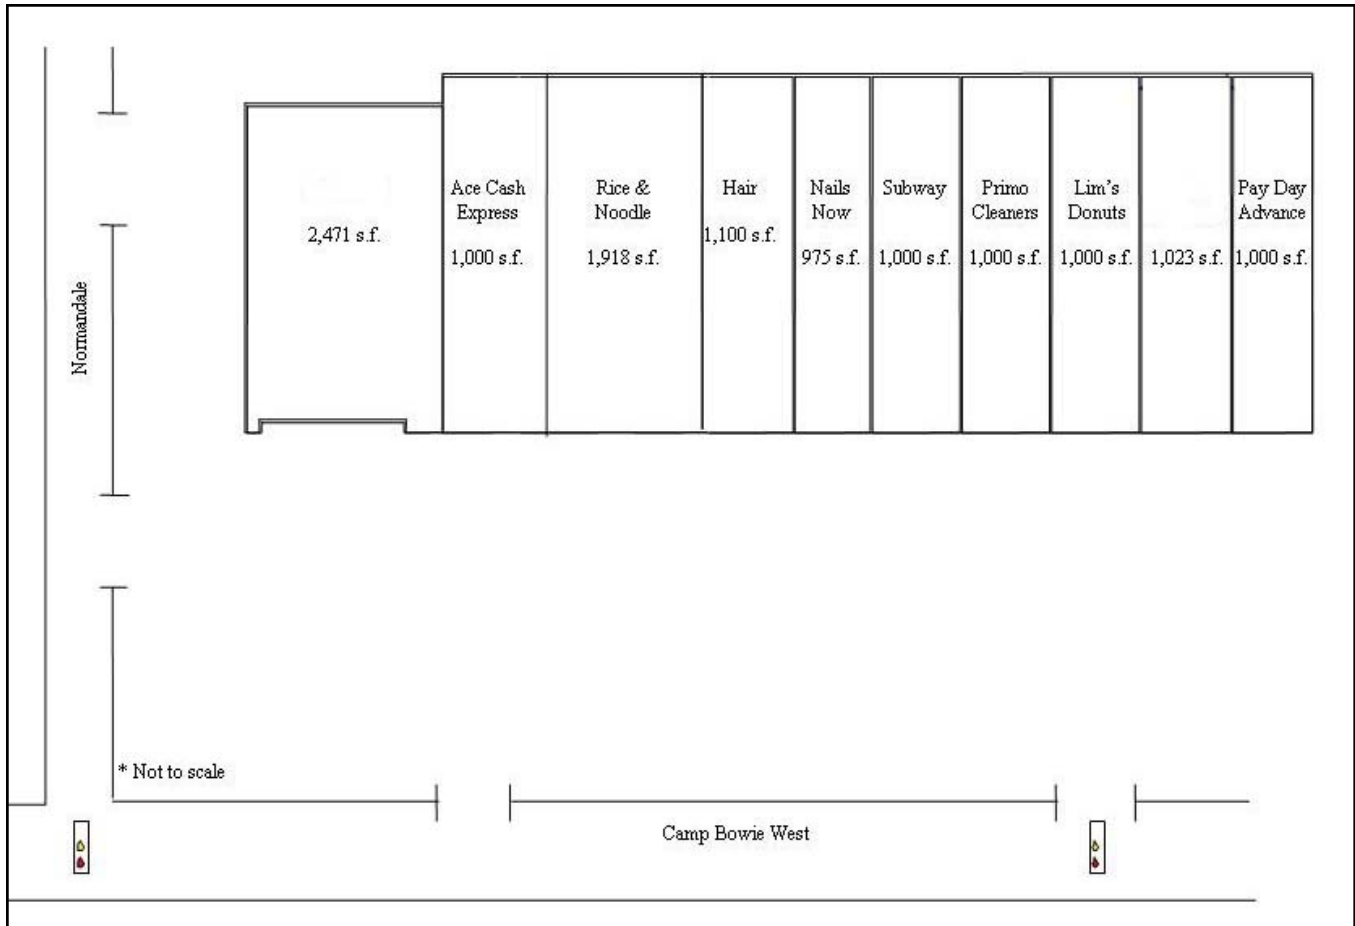 2,471 s.f.
Ace Cash
Express
1,000 s.f.
Rice &
Noodle
1,918 s.f.
Hair
1,100 s.f.
Nails
Now
975 s.f.
Subway
1,000 s.f.
Primo
Cleaners
1,000 s.f.
Lim's
Donuts
1,000 s.f.
1,023 s.f.
Pay Day
Advance
1,000 s.f.
Normandale
* Not to scale
Camp Bowie West